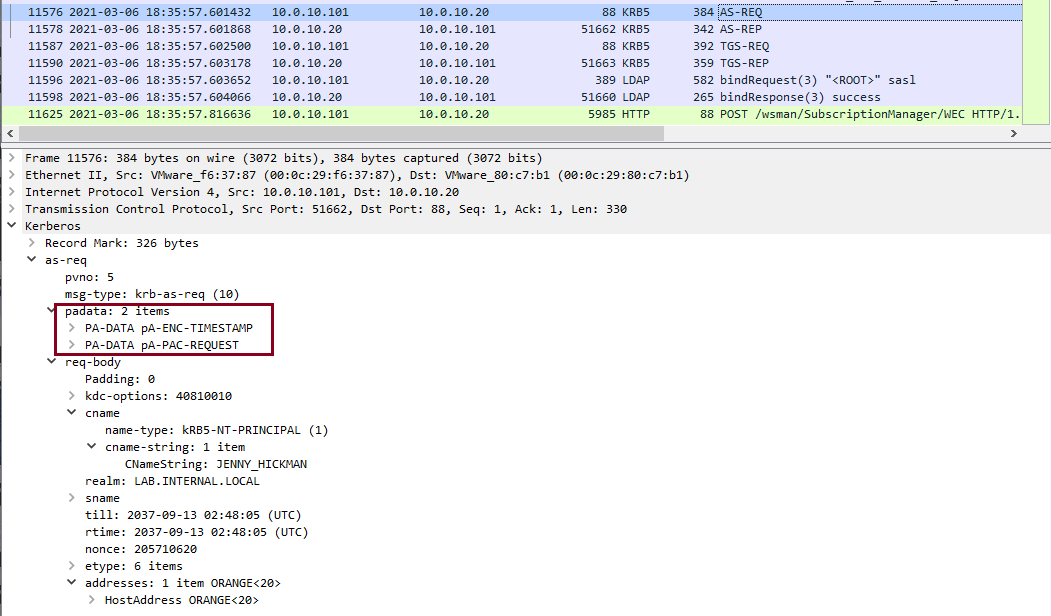 11576 2021-03-06 18:35:57.601432 10.0.10.101 10.0.10.20 88 KRB5 384 AS-REQ
11578 2021-03-06 18:35:57.601868 10.0.10.20 10.0.10.101 51662 KRB5 342 AS-REP
11587 2021-03-06 18:35:57.602500 10.0.10.101 10.0.10.20 88 KRB5 392 TGS-REQ
11590 2021-03-06 18:35:57.603178 10.0.10.20 10.0.10.101 51663 KRB5 359 TGS-REP
11596 2021-03-06 18:35:57.603652 10.0.10.101 10.0.10.20 389 LDAP 582 bindRequest(3) "<ROOT>" sasl
11598 2021-03-06 18:35:57.604066 10.0.10.20 10.0.10.101 51660 LDAP 265 bindResponse(3) success
11625 2021-03-06 18:35:57.816636 10.0.10.101 10.0.10.20 5985 HTTP 88 POST /wsman/SubscriptionManager/WEC HTTP/1.
Frame 11576: 384 bytes on wire (3072 bits), 384 bytes captured (3072 bits)
Ethernet II, Src: VMware_f6:37:87 (00:0c:29:f6:37:87), Dst: VMware_80:c7:b1 (00:0c:29:80:c7:b1)
Internet Protocol Version 4, Src: 10.0.10.101, Dst: 10.0.10.20
Transmission Control Protocol, Src Port: 51662, Dst Port: 88, Seq: 1, Ack: 1, Len: 330
Kerberos
Record Mark: 326 bytes
as-req
pvno: 5
msg-type: krb-as-req (10)
padata: 2 items
PA-DATA pA-ENC-TIMESTAMP
PA-DATA pA-PAC-REQUEST
req-body
Padding: 0
kdc-options: 40810010
cname
name-type: kRB5-NT-PRINCIPAL (1)
cname-string: 1 item
CNameString: JENNY_HICKMAN
realm: LAB.INTERNAL.LOCAL
sname
till: 2037-09-13 02:48:05 (UTC)
rtime: 2037-09-13 02:48:05 (UTC)
nonce: 205710620
etype: 6 items
addresses: 1 item ORANGE<20>
HostAddress ORANGE<20>